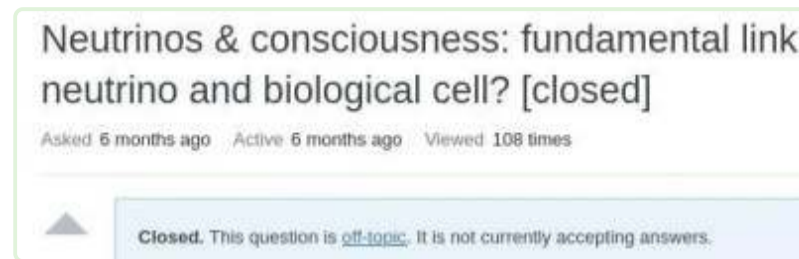 Neutrinos & consciousness: fundamental link
neutrino and biological cell? [closed]
Asked 6 months ago Active 6 months ago Viewed 108 times
Closed. This question is off-topic. It is not currently accepting answers.